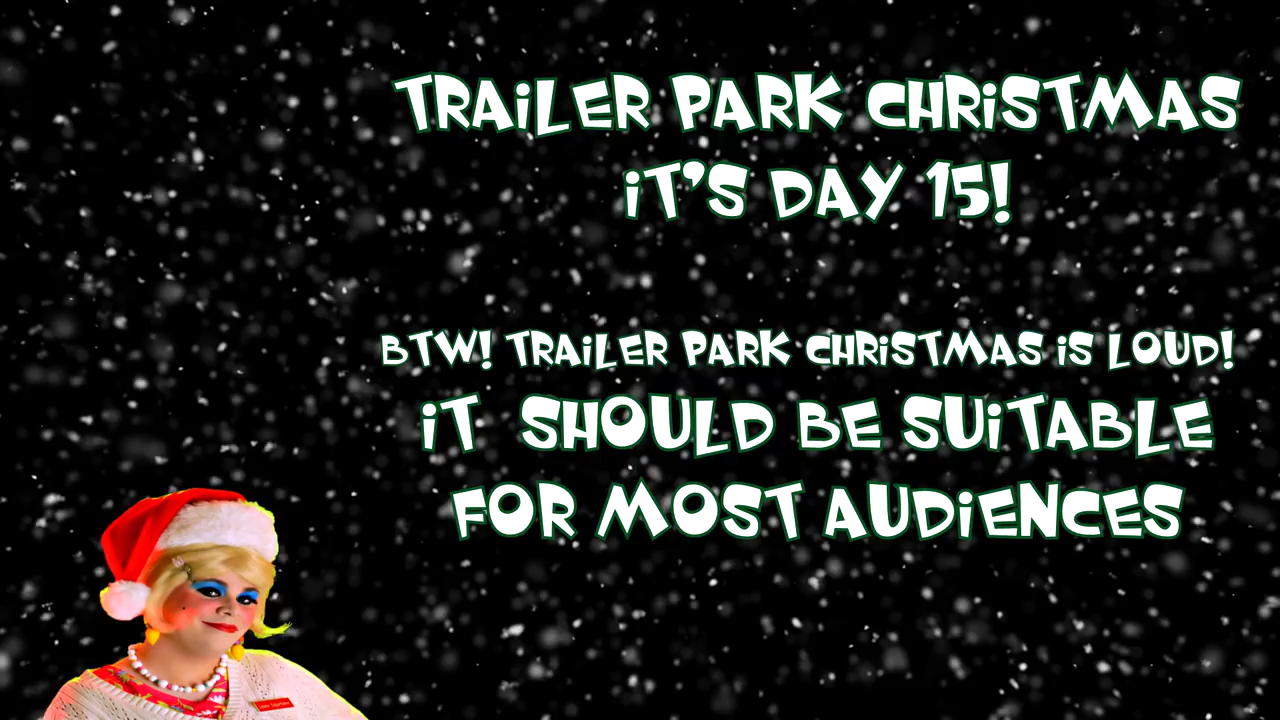 TRAiLER PARK CHRiSTMAS
iT'S DAY 15!
BTW! TRAiLER PARK CHRiSTMAS iS LOUD!
iT SHOULD BE SUiTABLE
FOR MOST AUDiENCES